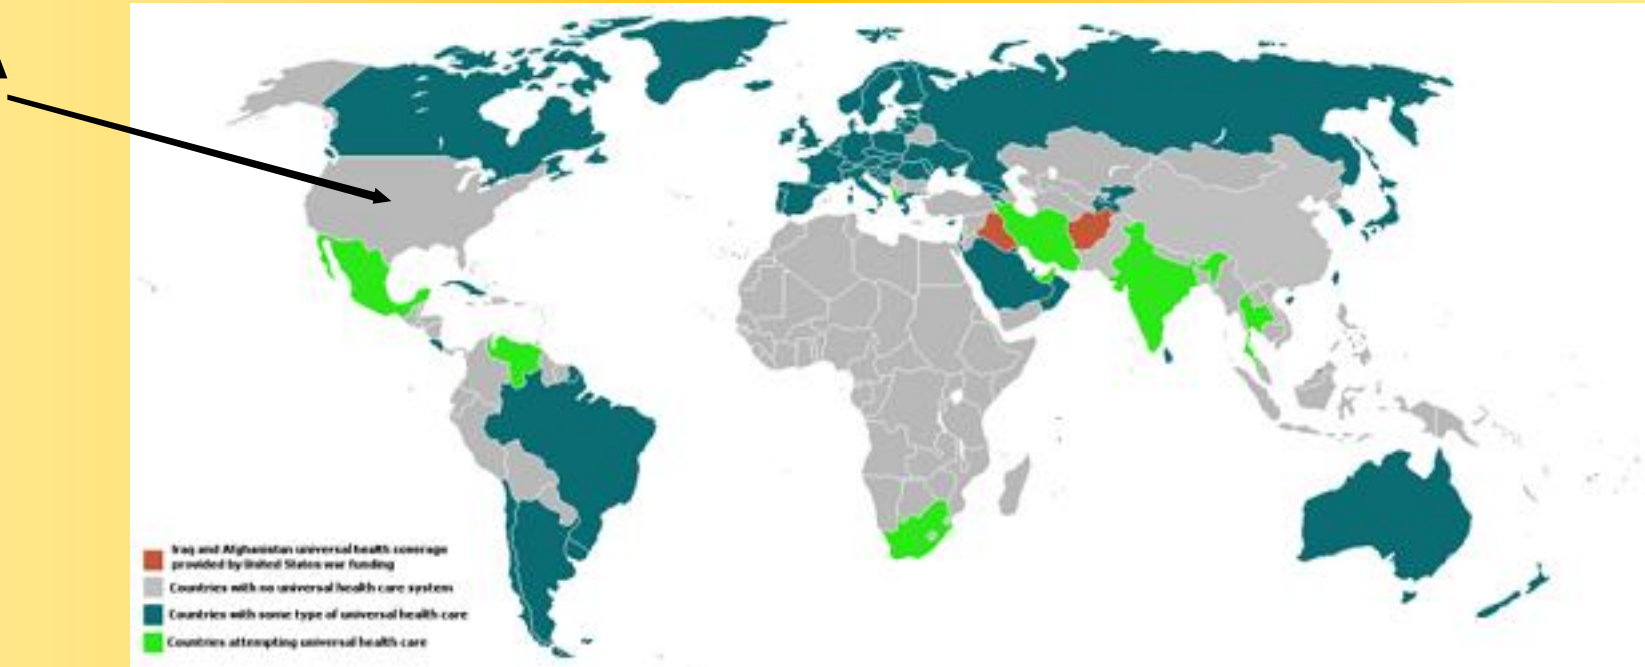 Iraq and Afghanistan universal health coverage
provided by United States war funding
Countries with no universal health care system
Countries with some type of universal health care
Countries attempting universal health care